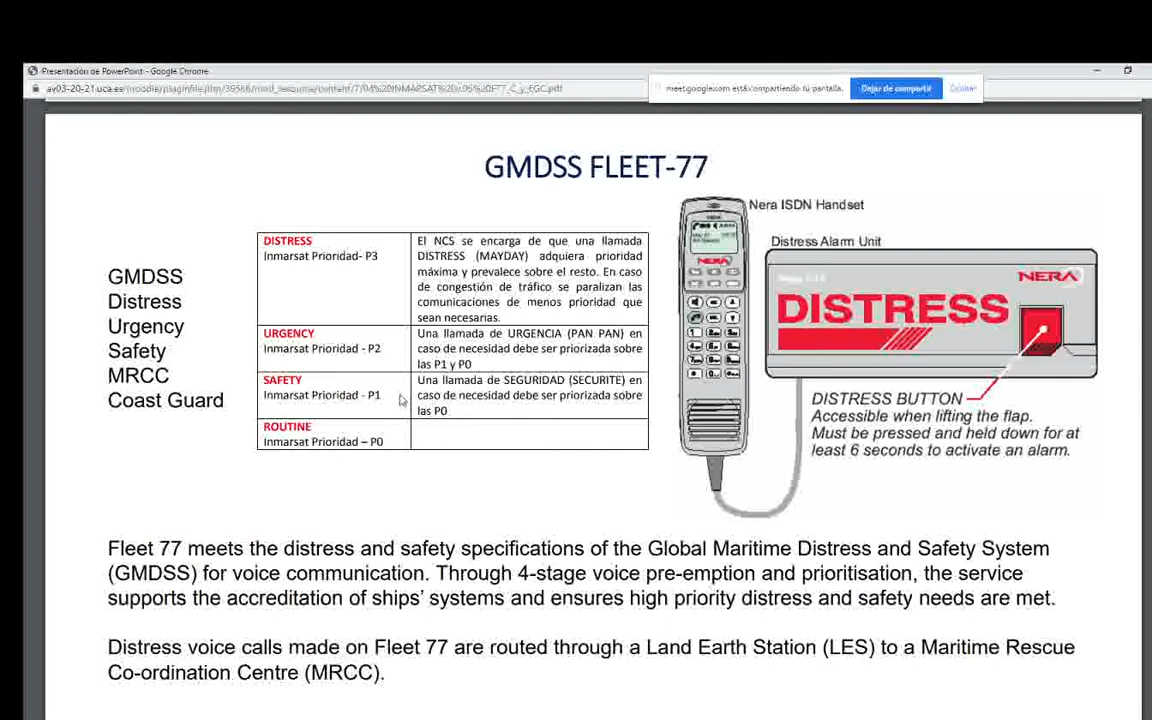 Presentación de PowerPoint - Google Chrome
meet.google.com está compartiendo tu pantalla.
Dejar de compartir
Ocultar
GMDSS FLEET-77
GMDSS
Distress
Urgency
Safety
MRCC
Coast Guard
DISTRESS
Inmarsat Prioridad- P3
El NCS se encarga de que una llamada
DISTRESS (MAYDAY) adquiera prioridad
máxima y prevalece sobre el resto. En caso
de congestión de tráfico se paralizan las
comunicaciones de menos prioridad que
sean necesarias.
URGENCY
Inmarsat Prioridad - P2
Una llamada de URGENCIA (PAN PAN) en
caso de necesidad debe ser priorizada sobre
las P1 y P0
SAFETY
Inmarsat Prioridad - P1
Una llamada de SEGURIDAD (SECURITE) en
caso de necesidad debe ser priorizada sobre
las P0
ROUTINE
Inmarsat Prioridad – P0
Nera ISDN Handset
NERA
Distress Alarm Unit
NERA
DISTRESS
DISTRESS BUTTON
Accessible when lifting the flap.
Must be pressed and held down for at
least 6 seconds to activate an alarm.
Fleet 77 meets the distress and safety specifications of the Global Maritime Distress and Safety System
(GMDSS) for voice communication. Through 4-stage voice pre-emption and prioritisation, the service
supports the accreditation of ships’ systems and ensures high priority distress and safety needs are met.
Distress voice calls made on Fleet 77 are routed through a Land Earth Station (LES) to a Maritime Rescue
Co-ordination Centre (MRCC).